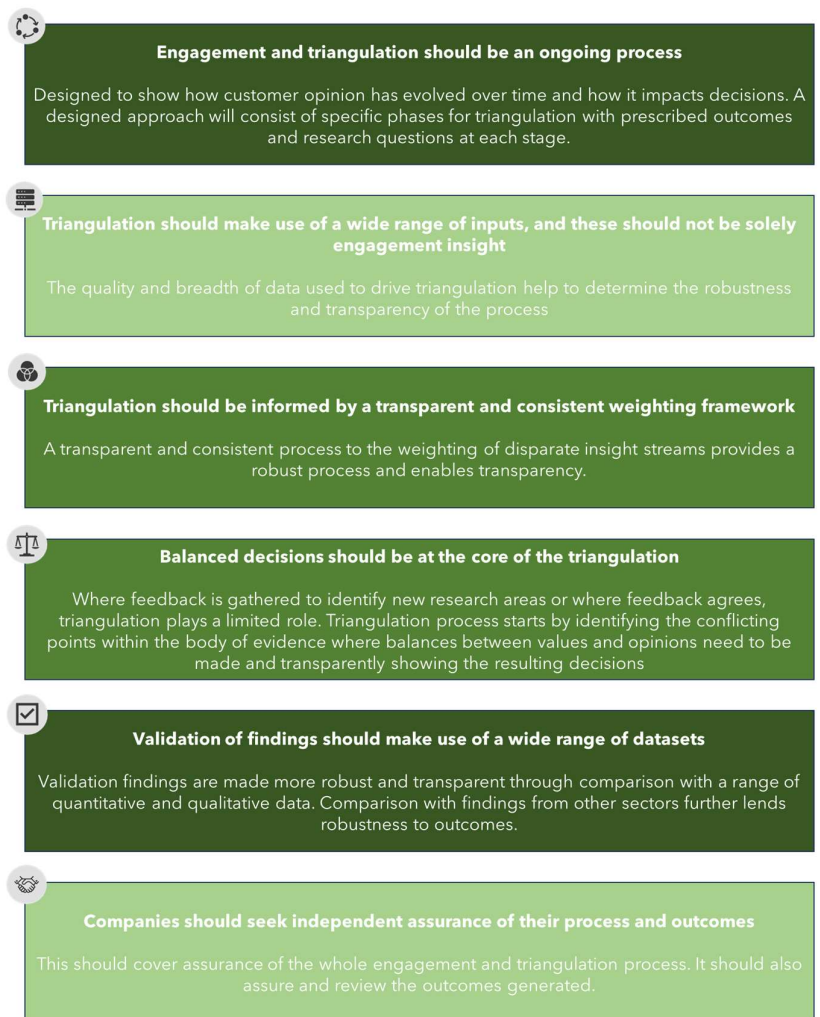 Engagement and triangulation should be an ongoing process
Designed to show how customer opinion has evolved over time and how it impacts decisions. A
designed approach will consist of specific phases for triangulation with prescribed outcomes
and research questions at each stage.
Triangulation should make use of a wide range of inputs, and these should not be solely
engagement insight
The quality and breadth of data used to drive triangulation help to determine the robustness
and transparency of the process
Triangulation should be informed by a transparent and consistent weighting framework
A transparent and consistent process to the weighting of disparate insight streams provides a
robust process and enables transparency.
Balanced decisions should be at the core of the triangulation
Where feedback is gathered to identify new research areas or where feedback agrees,
triangulation plays a limited role. Triangulation process starts by identifying the conflicting
points within the body of evidence where balances between values and opinions need to be
made and transparently showing the resulting decisions
Validation of findings should make use of a wide range of datasets
Validation findings are made more robust and transparent through comparison with a range of
quantitative and qualitative data. Comparison with findings from other sectors further lends
robustness to outcomes.
Companies should seek independent assurance of their process and outcomes
This should cover assurance of the whole engagement and triangulation process. It should also
assure and review the outcomes generated.